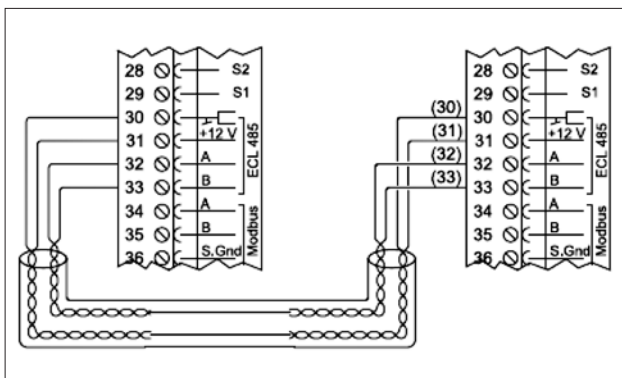 28 S2
29 S1
30
31 +12 V
32 A
33 B
ECL 485
34 A
35 B
36 S.Gnd
Modbus
(30)
(31)
(32)
(33)
28 S2
29 S1
30
31 +12 V
32 A
33 B
ECL 485
34 A
35 B
36 S.Gnd
Modbus